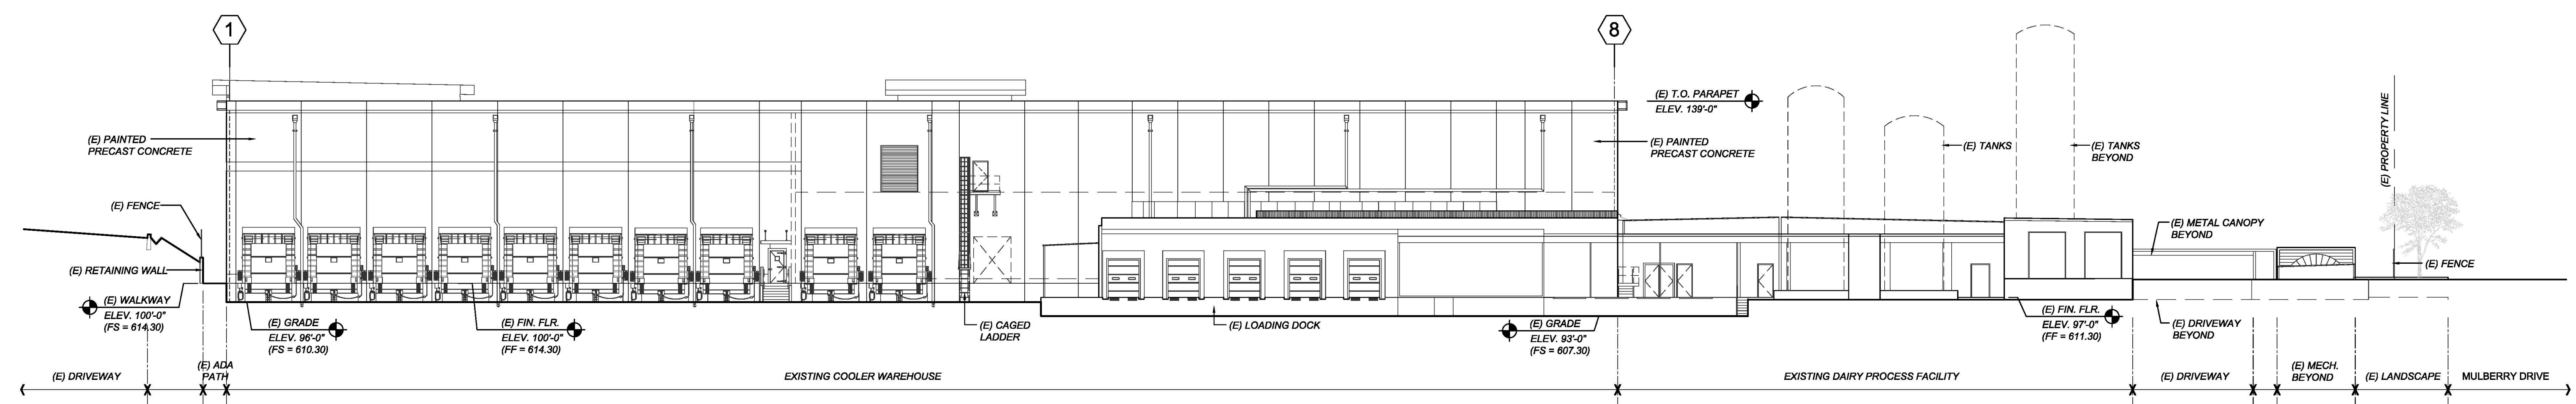 1
8
(E) T.O. PARAPET
ELEV. 139'-0"
(E) PAINTED
PRECAST CONCRETE
(E) PAINTED
PRECAST CONCRETE
(E) TANKS
(E) TANKS
BEYOND
(E) PROPERTY LINE
(E) FENCE
(E) METAL CANOPY
BEYOND
(E) FENCE
(E) RETAINING WALL
(E) WALKWAY
ELEV. 100'-0"
(FS = 614.30)
(E) GRADE
ELEV. 96'-0"
(FS = 610.30)
(E) FIN. FLR.
ELEV. 100'-0"
(FF = 614.30)
(E) CAGED
LADDER
(E) LOADING DOCK
(E) GRADE
ELEV. 93'-0"
(FS = 607.30)
(E) FIN. FLR.
ELEV. 97'-0"
(FF = 611.30)
(E) DRIVEWAY
BEYOND
(E) DRIVEWAY
(E) ADA
PATH
EXISTING COOLER WAREHOUSE
EXISTING DAIRY PROCESS FACILITY
(E) DRIVEWAY
(E) MECH.
BEYOND
(E) LANDSCAPE
MULBERRY DRIVE